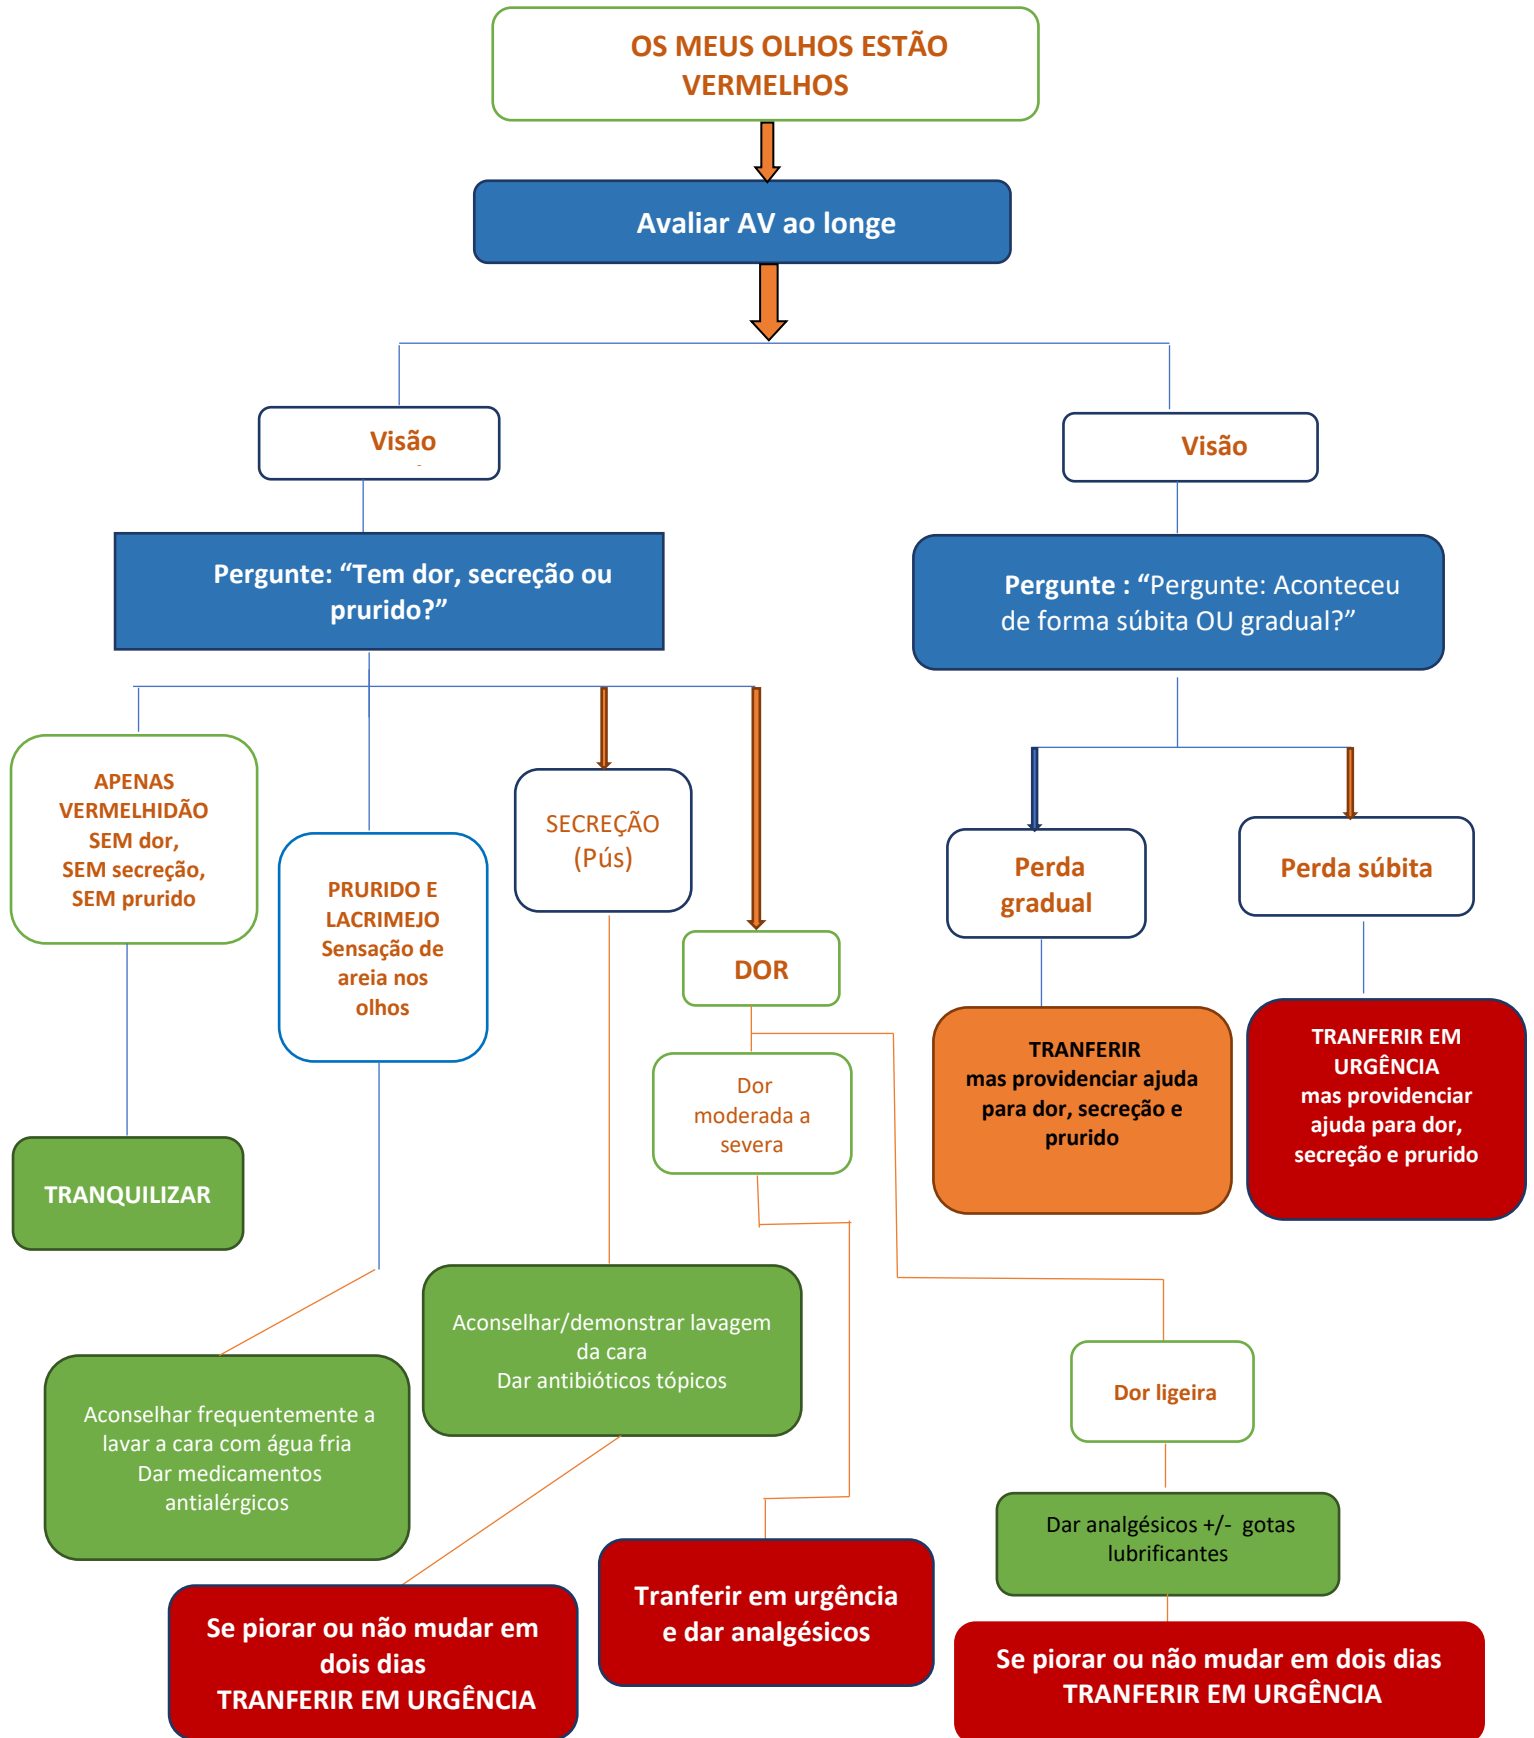 OS MEUS OLHOS ESTÃO
VERMELHOS
Avaliar AV ao longe
Visão
Visão
Pergunte: “Tem dor, secreção ou
prurido?”
Pergunte : “Pergunte: Aconteceu
de forma súbita OU gradual?”
APENAS
VERMELHIDÃO
SEM dor,
SEM secreção,
SEM prurido
PRURIDO E
LACRIMEJO
Sensação de
areia nos
olhos
SECREÇÃO
(Pús)
DOR
Perda
gradual
Perda súbita
TRANQUILIZAR
Dor
moderada a
severa
TRANFERIR
mas providenciar ajuda
para dor, secreção e
prurido
TRANFERIR EM
URGÊNCIA
mas providenciar
ajuda para dor,
secreção e prurido
Aconselhar frequentemente a
lavar a cara com água fria
Dar medicamentos
antialérgicos
Aconselhar/demonstrar lavagem
da cara
Dar antibióticos tópicos
Dor ligeira
Dar analgésicos +/-  gotas
lubrificantes
Se piorar ou não mudar em
dois dias
TRANFERIR EM URGÊNCIA
Tranferir em urgência
e dar analgésicos
Se piorar ou não mudar em dois dias
TRANFERIR EM URGÊNCIA